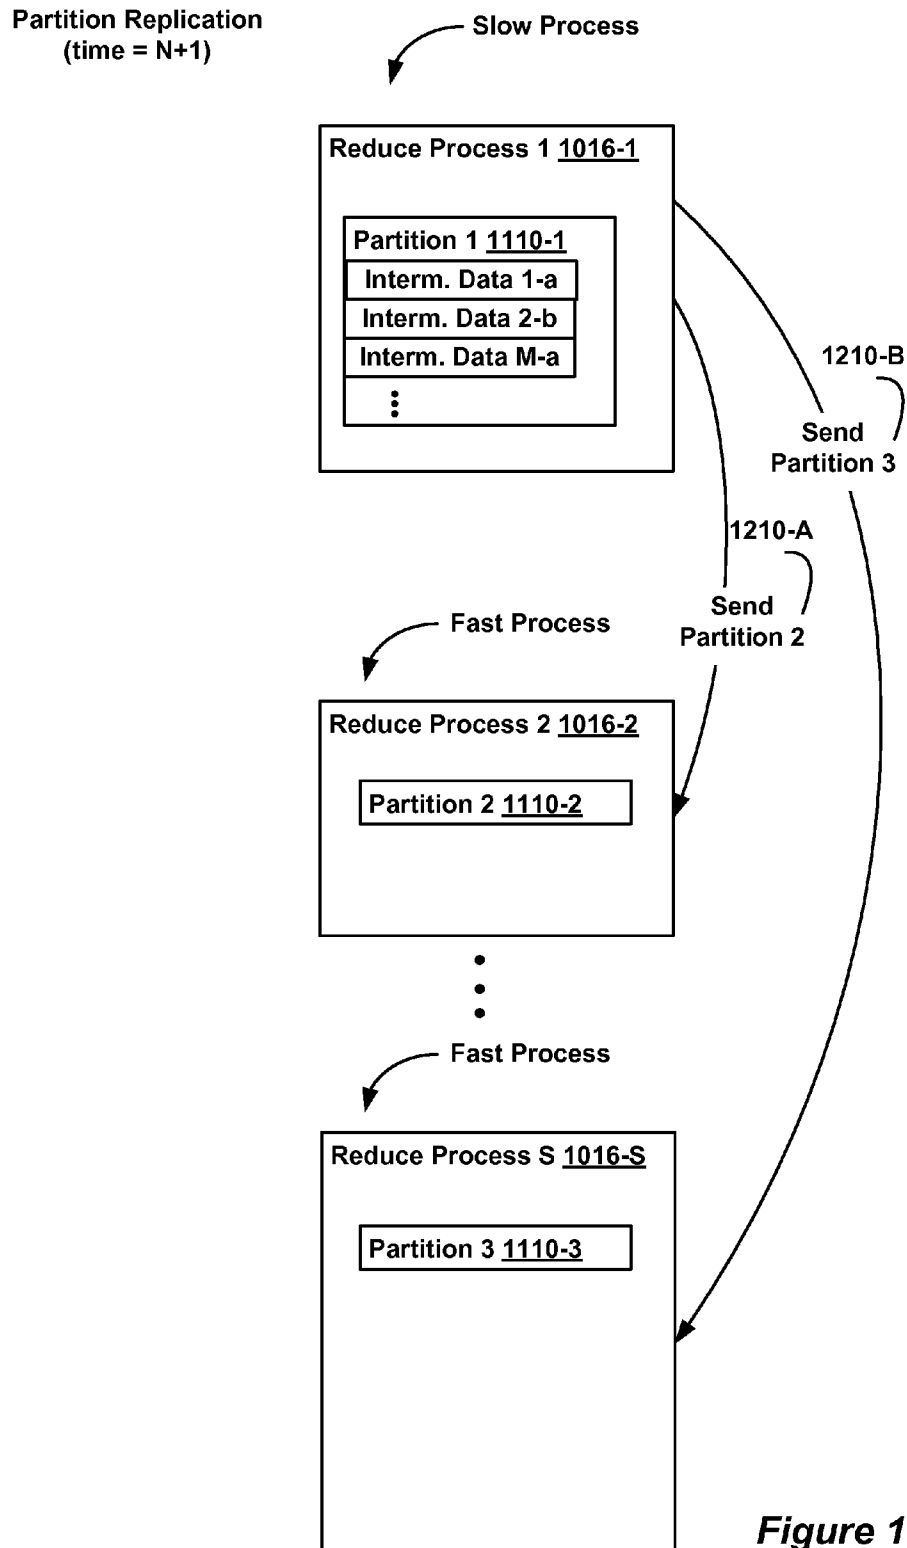 Partition Replication
(time = N+1)
Slow Process
Reduce Process 1 1016-1
Partition 1 1110-1
Interm. Data 1-a
Interm. Data 2-b
Interm. Data M-a
1210-B
Send
Partition 3
1210-A
Send
Partition 2
Fast Process
Reduce Process 2 1016-2
Partition 2 1110-2
Fast Process
Reduce Process S 1016-S
Partition 3 1110-3
Figure 1